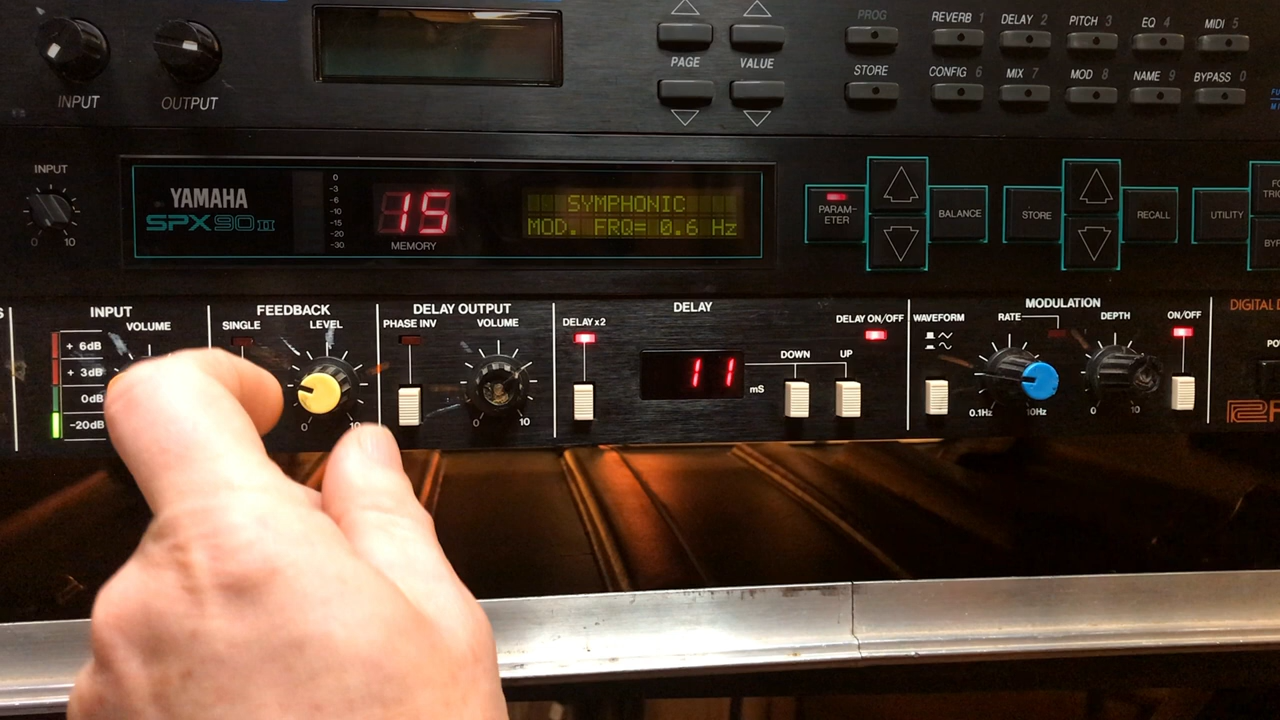 INPUT
OUTPUT
PAGE
VALUE
PROG
REVERB 1
DELAY 2
PITCH 3
EQ 4
MIDI 5
STORE
CONFIG 6
MIX 7
MOD 8
NAME 9
BYPASS 0
INPUT
0 10
YAMAHA
SPX90II
0
-3
-6
-10
-15
-20
-30
15
MEMORY
SYMPHONIC
MOD. FRQ= 0.6 Hz
PARAM-
ETER
BALANCE
STORE
RECALL
UTILITY
INPUT
VOLUME
+ 6dB
+ 3dB
0dB
-20dB
FEEDBACK
SINGLE
LEVEL
0 10
DELAY OUTPUT
PHASE INV
VOLUME
0 10
DELAY
DELAY x2
11
mS
DOWN
UP
DELAY ON/OFF
MODULATION
WAVEFORM
RATE
0.1Hz 10Hz
DEPTH
0 10
ON/OFF
DIGITAL